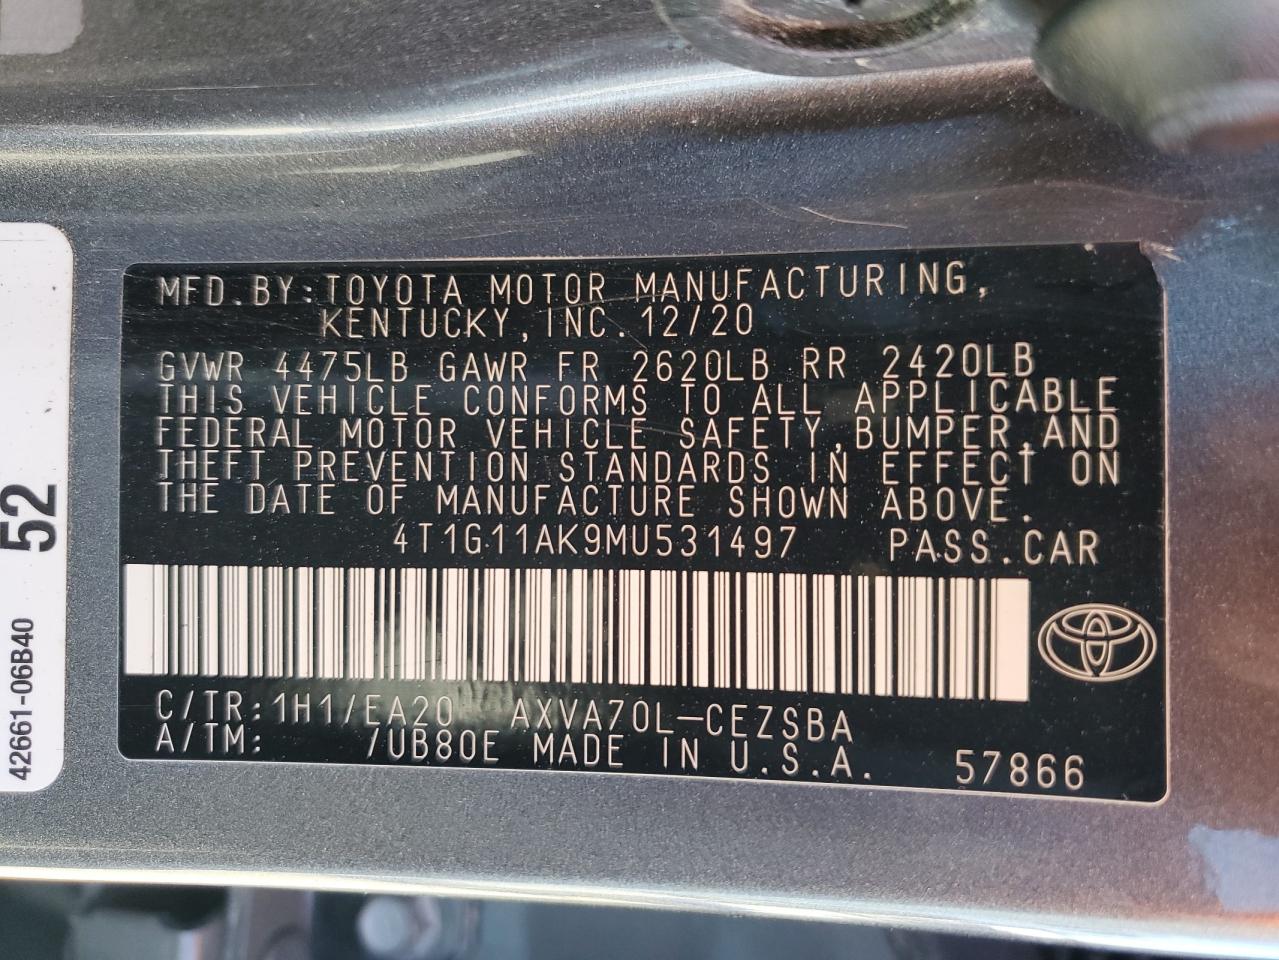 MFD.BY:TOYOTA MOTOR MANUFACTURING,
KENTUCKY,INC. 12/20
GVWR 4475LB GAWR FR 2620LB RR 2420LB
THIS VEHICLE CONFORMS TO ALL APPLICABLE
FEDERAL MOTOR VEHICLE SAFETY,BUMPER,AND
THEFT PREVENTION STANDARDS IN EFFECT ON
THE DATE OF MANUFACTURE SHOWN ABOVE.
4T1G11AK9MU531497 PASS.CAR
C/TR:1H1/EA20 AXVA70L-CEZSBA
A/TM: /UB80E MADE IN U.S.A. 57866
52
42661-06B40